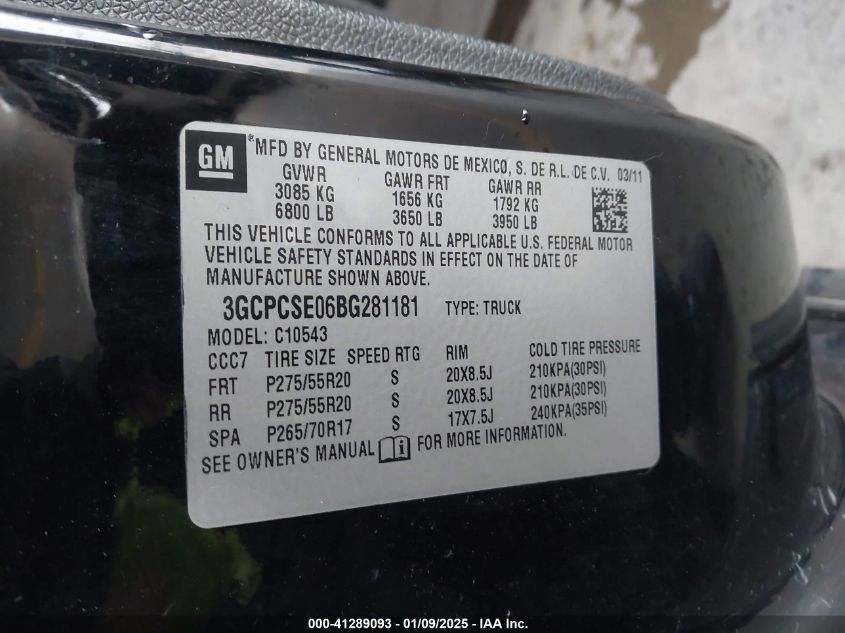 GM
*MFD BY GENERAL MOTORS DE MEXICO, S. DE R.L. DE C.V. 03/11
GVWR GAWR FRT GAWR RR
3085 KG 1656 KG 1792 KG
6800 LB 3650 LB 3950 LB
THIS VEHICLE CONFORMS TO ALL APPLICABLE U.S. FEDERAL MOTOR
VEHICLE SAFETY STANDARDS IN EFFECT ON THE DATE OF
MANUFACTURE SHOWN ABOVE.
3GCPCSE06BG281181 TYPE: TRUCK
MODEL: C10543
CCC7 TIRE SIZE SPEED RTG RIM COLD TIRE PRESSURE
FRT P275/55R20 S 20X8.5J 210KPA(30PSI)
RR P275/55R20 S 20X8.5J 210KPA(30PSI)
SPA P265/70R17 S 17X7.5J 240KPA(35PSI)
SEE OWNER'S MANUAL i FOR MORE INFORMATION.
000-41289093 - 01/09/2025 - IAA Inc.